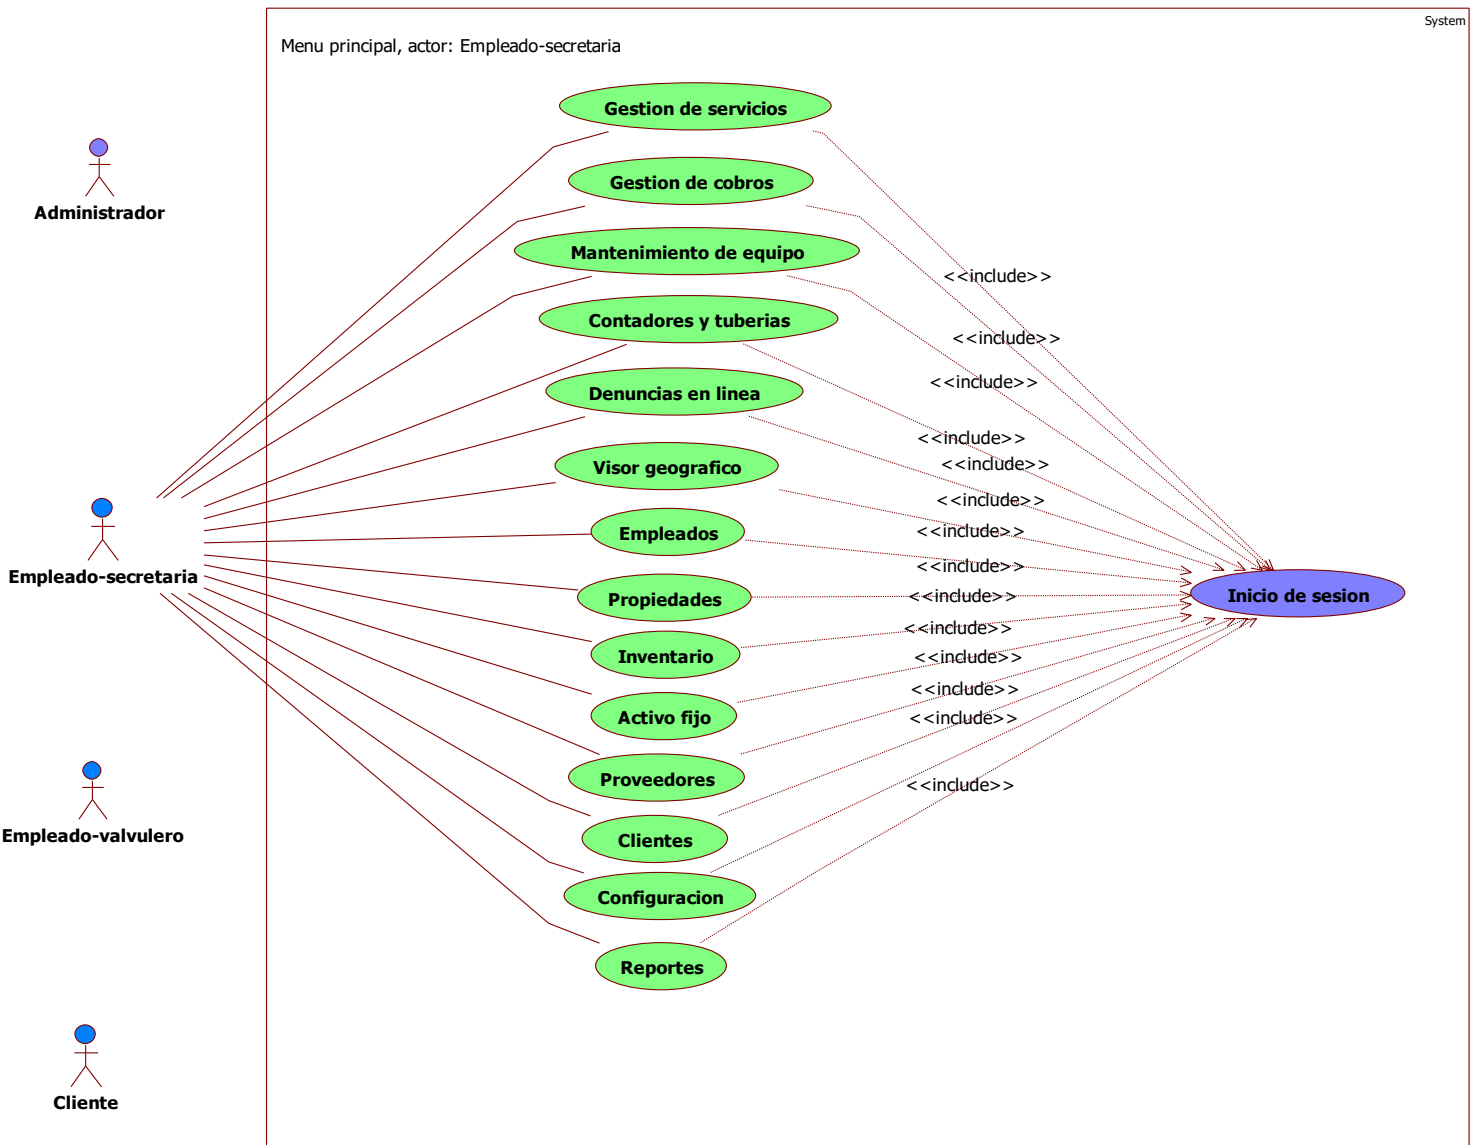 System
Menu principal, actor: Empleado-secretaria
Gestion de servicios
Administrador
Gestion de cobros
Mantenimiento de equipo
<<include>>
Contadores y tuberias
<<include>>
<<include>>
Denuncias en linea
<<include>>
<<include>>
Visor geografico
<<include>>
Empleados
<<include>>
<<include>>
Empleado-secretaria
Propiedades
<<include>>
Inicio de sesion
<<include>>
Inventario
<<include>>
<<include>>
Activo fijo
<<include>>
Proveedores
<<include>>
Empleado-valvulero
Clientes
Configuracion
Reportes
Cliente